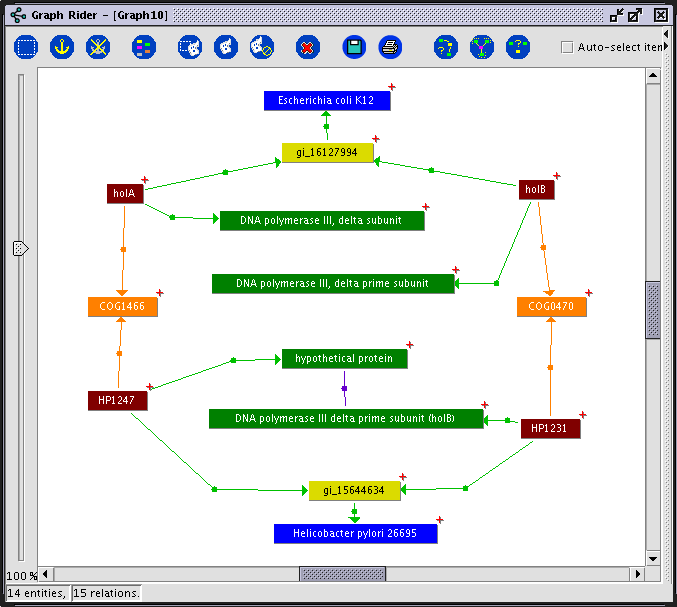 Graph Rider – [Graph10]
Auto-select iten
Escherichia coli K12
gi_16127994
holA
holB
DNA polymerase III, delta subunit
DNA polymerase III, delta prime subunit
COG1466
COG0470
hypothetical protein
HP1247
DNA polymerase III delta prime subunit (holB)
HP1231
gi_15644634
Helicobacter pylori 26695
100%
14 entities, 15 relations.